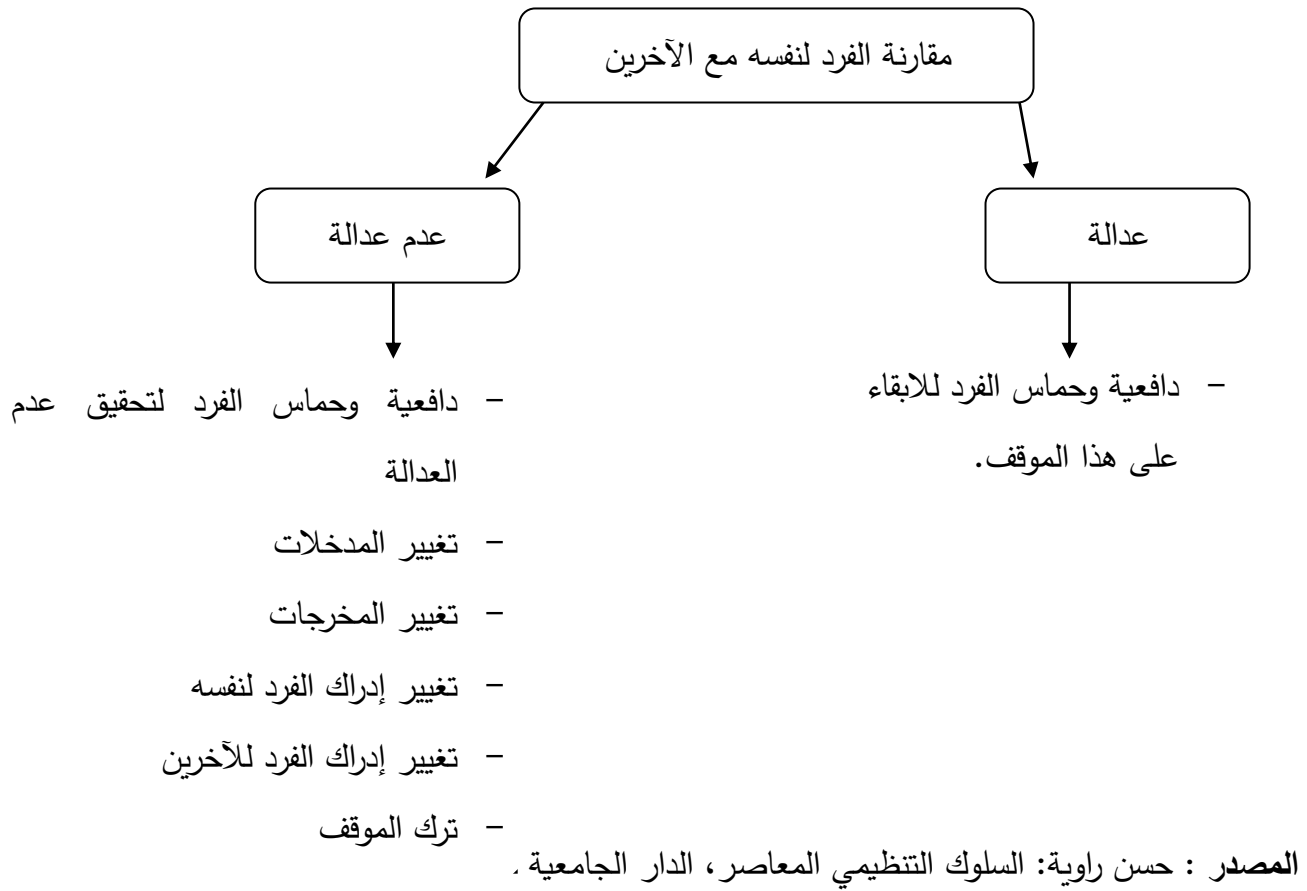 مقارنة الفرد لنفسه مع الآخرين
عدالة
عدم عدالة
- دافعية وحماس الفرد للابقاء
على هذا الموقف.
- دافعية وحماس الفرد لتحقيق عدم
العدالة
- تغيير المدخلات
- تغيير المخرجات
- تغيير إدراك الفرد لنفسه
- تغيير إدراك الفرد للآخرين
- ترك الموقف
المصدر : حسن راوية: السلوك التنظيمي المعاصر، الدار الجامعية .